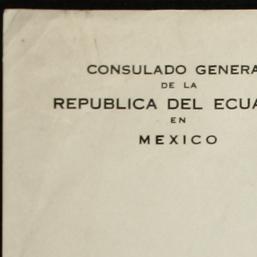 CONSULADO GENERA
DE LA
REPUBLICA DEL ECUA
EN
MEXICO